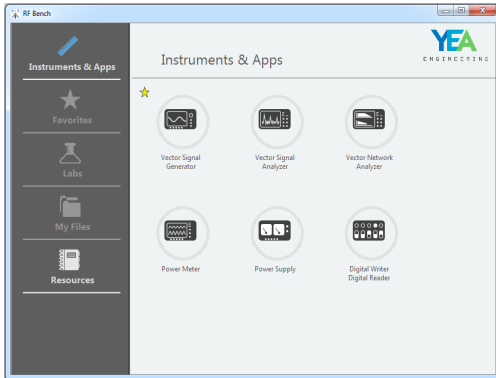 RF Bench
Instruments & Apps
Favorites
Labs
My Files
Resources
Instruments & Apps
YEA
ENGINEERING
Vector Signal
Generator
Vector Signal
Analyzer
Vector Network
Analyzer
Power Meter
Power Supply
Digital Writer
Digital Reader